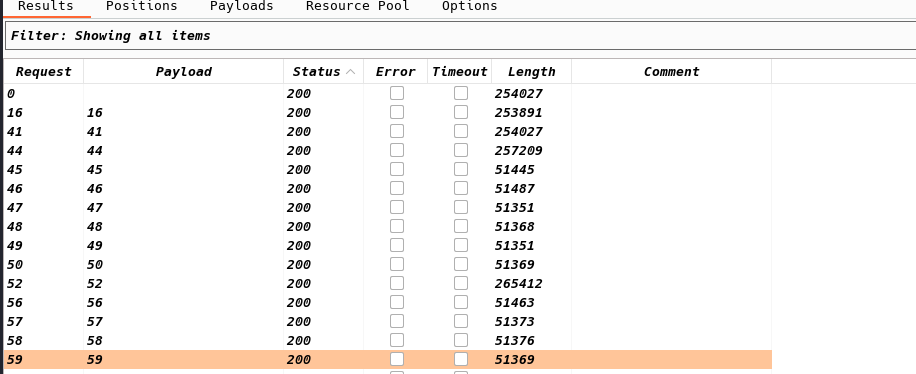 Results Positions Payloads Resource Pool Options
Filter: Showing all items
Request Payload Status Error Timeout Length Comment
0 200 254027
16 16 200 253891
41 41 200 254027
44 44 200 257209
45 45 200 51445
46 46 200 51487
47 47 200 51351
48 48 200 51368
49 49 200 51351
50 50 200 51369
52 52 200 265412
56 56 200 51463
57 57 200 51373
58 58 200 51376
59 59 200 51369